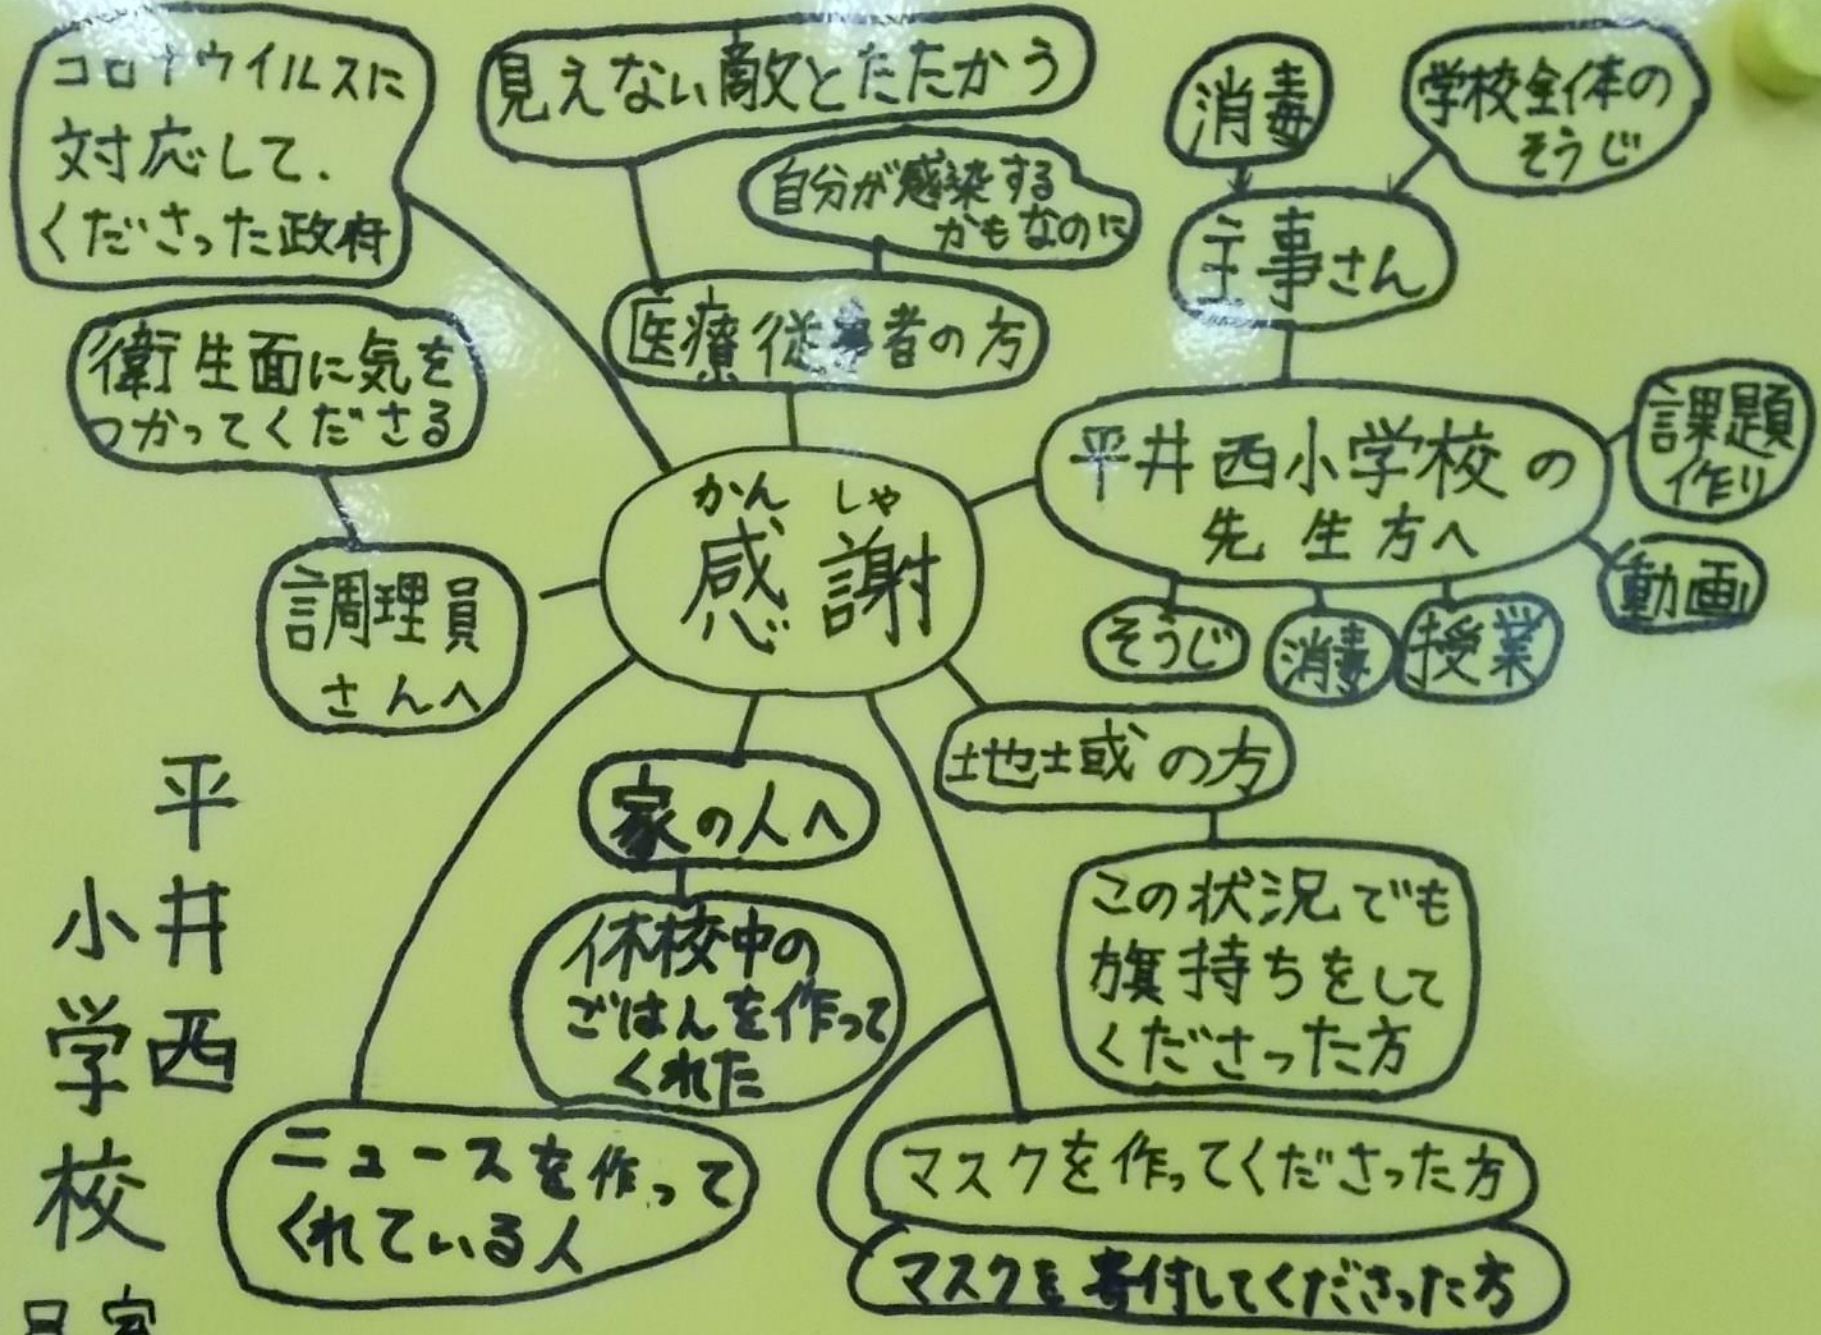 コロナウイルスに
対応して、
くださった政府
見えない敵とたたかう
自分が感染する
かもなのに
医療従事者の方
消毒
学校全体の
そうじ
主事さん
衛生面に気を
つかってくださる
調理員
さんへ
かんしゃ
感謝
平井西小学校の
先生方へ
課題
作り
動画
そうじ
消毒
授業
地域の方
この状況でも
旗持ちをして
くださった方
家の人へ
休校中の
ごはんを作って
くれた
ニュースを作って
くれている人
マスクを作ってくださった方
マスクを寄付してくださった方
平井西
小学校